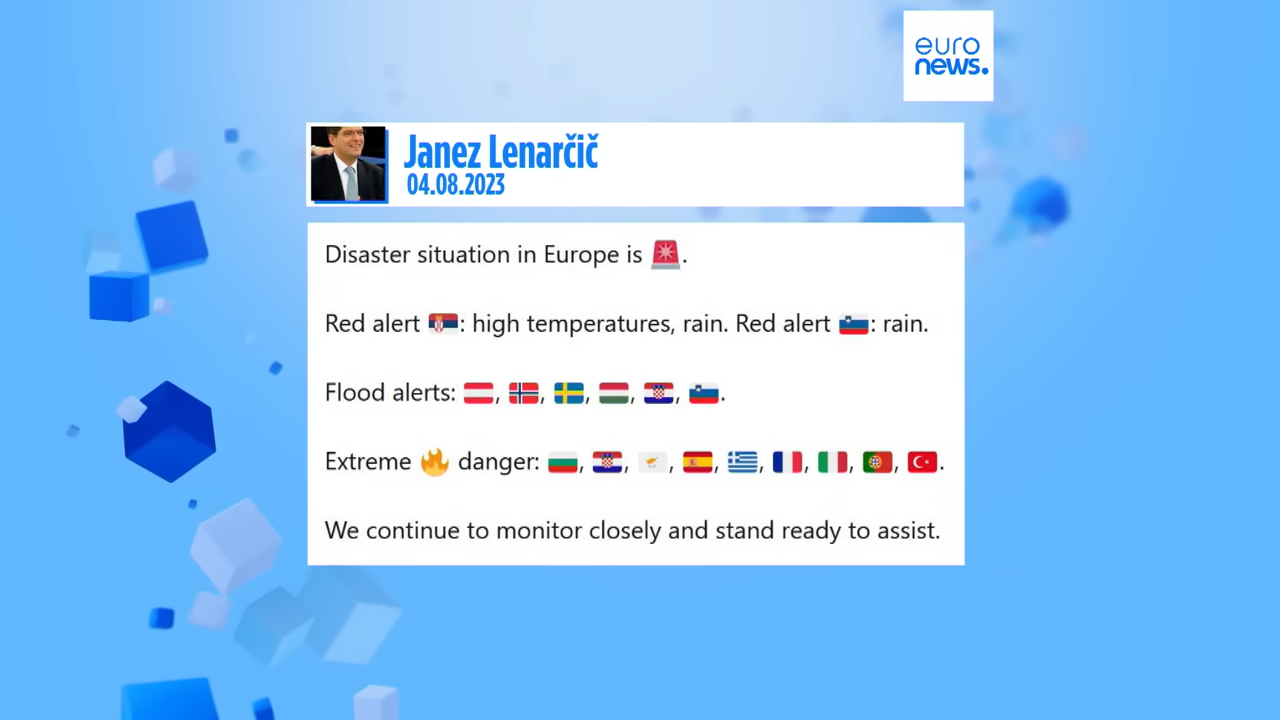 euro
news.
Janez Lenarčič
04.08.2023
Disaster situation in Europe is 🚨.
Red alert 🇷🇸: high temperatures, rain. Red alert 🇸🇮: rain.
Flood alerts: 🇦🇹, 🇳🇴, 🇸🇪, 🇭🇺, 🇭🇷, 🇸🇮.
Extreme 🔥 danger: 🇧🇬, 🇭🇷, 🇨🇾, 🇪🇸, 🇬🇷, 🇫🇷, 🇮🇹, 🇵🇹, 🇹🇷.
We continue to monitor closely and stand ready to assist.